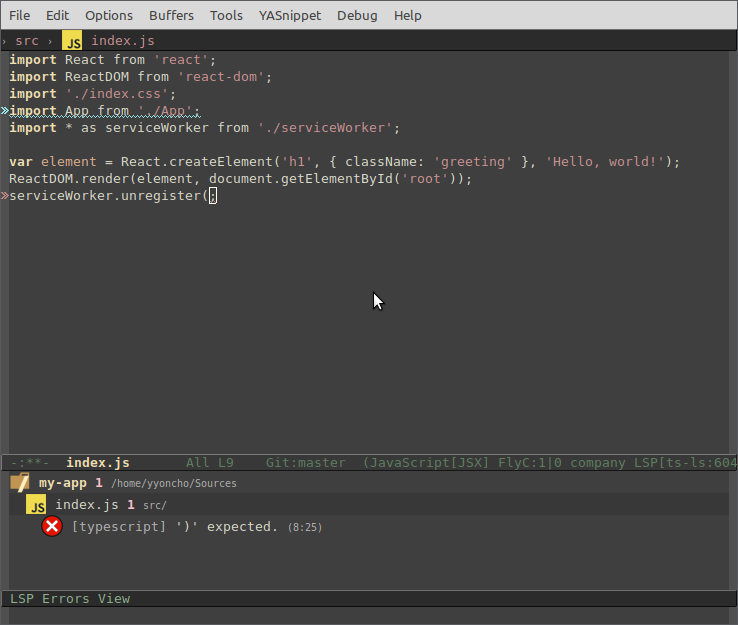 File Edit Options Buffers Tools YASnippet Debug Help
› src › JS index.js
import React from 'react';
import ReactDOM from 'react-dom';
import './index.css';
»import App from './App';
import * as serviceWorker from './serviceWorker';
var element = React.createElement('h1', { className: 'greeting' }, 'Hello, world!');
ReactDOM.render(element, document.getElementById('root'));
»serviceWorker.unregister(;
-:**- index.js All L9 Git:master (JavaScript[JSX] FlyC:1|0 company LSP[ts-ls:604
my-app 1 /home/yyoncho/Sources
JS index.js 1 src/
[typescript] ')' expected. (8:25)
LSP Errors View